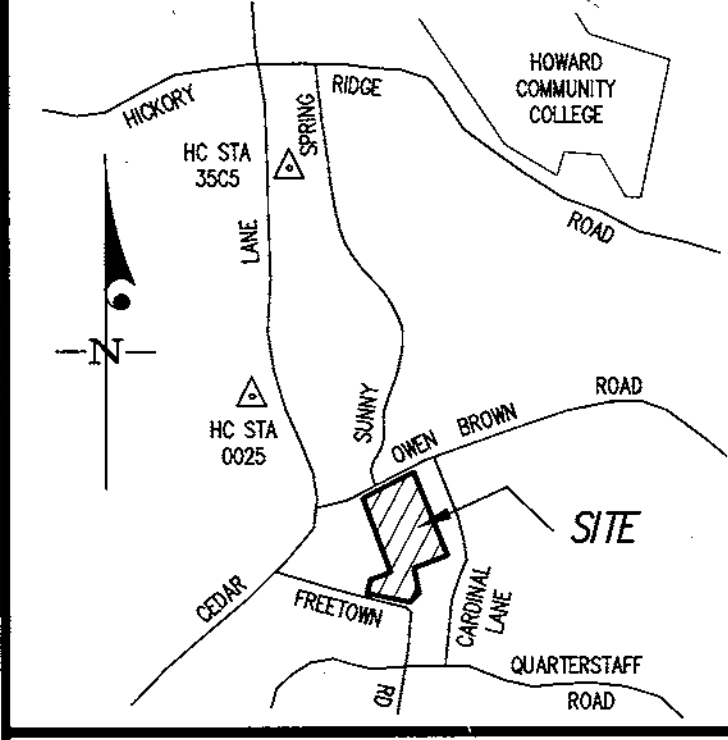 HOWARD
COMMUNITY
COLLEGE
HICKORY
RIDGE
ROAD
SPRING
HC STA
35C5
LANE
N
HC STA
0025
SUNNY
OWEN BROWN
ROAD
SITE
CEDAR
FREETOWN
CARDINAL
LANE
QUARTERSTAFF
ROAD
RD